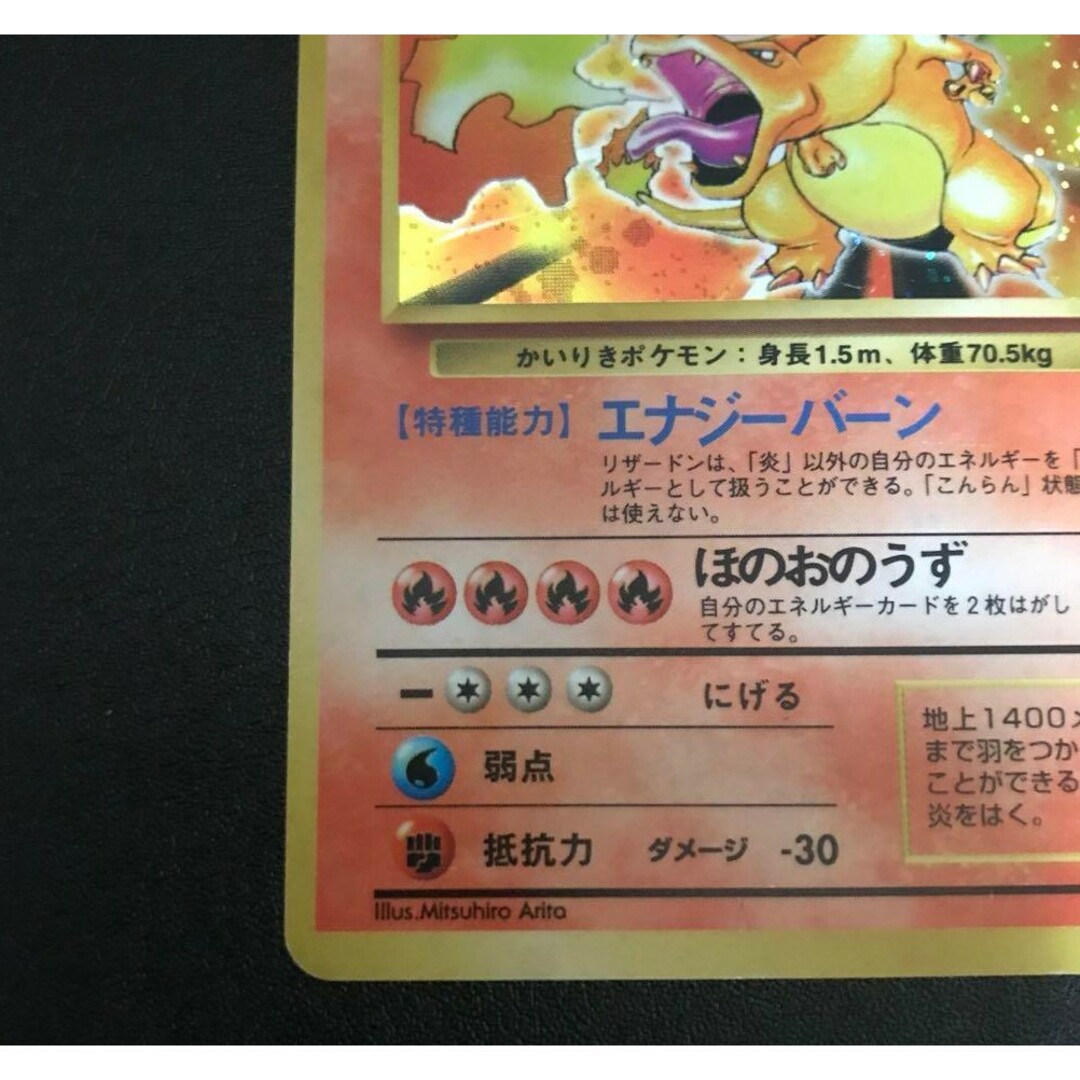 かいりきポケモン：身長1.5m、体重70.5kg
【特種能力】 エナジーバーン
リザードンは、「炎」以外の自分のエネルギーを「
ルギーとして扱うことができる。「こんらん」状態
は使えない。
ほのおのうず
自分のエネルギーカードを２枚はがし
てすてる。
にげる
弱点
抵抗力 ダメージ -30
地上1400メ
まで羽をつか
ことができる
炎をはく。
Illus.Mitsuhiro Arita